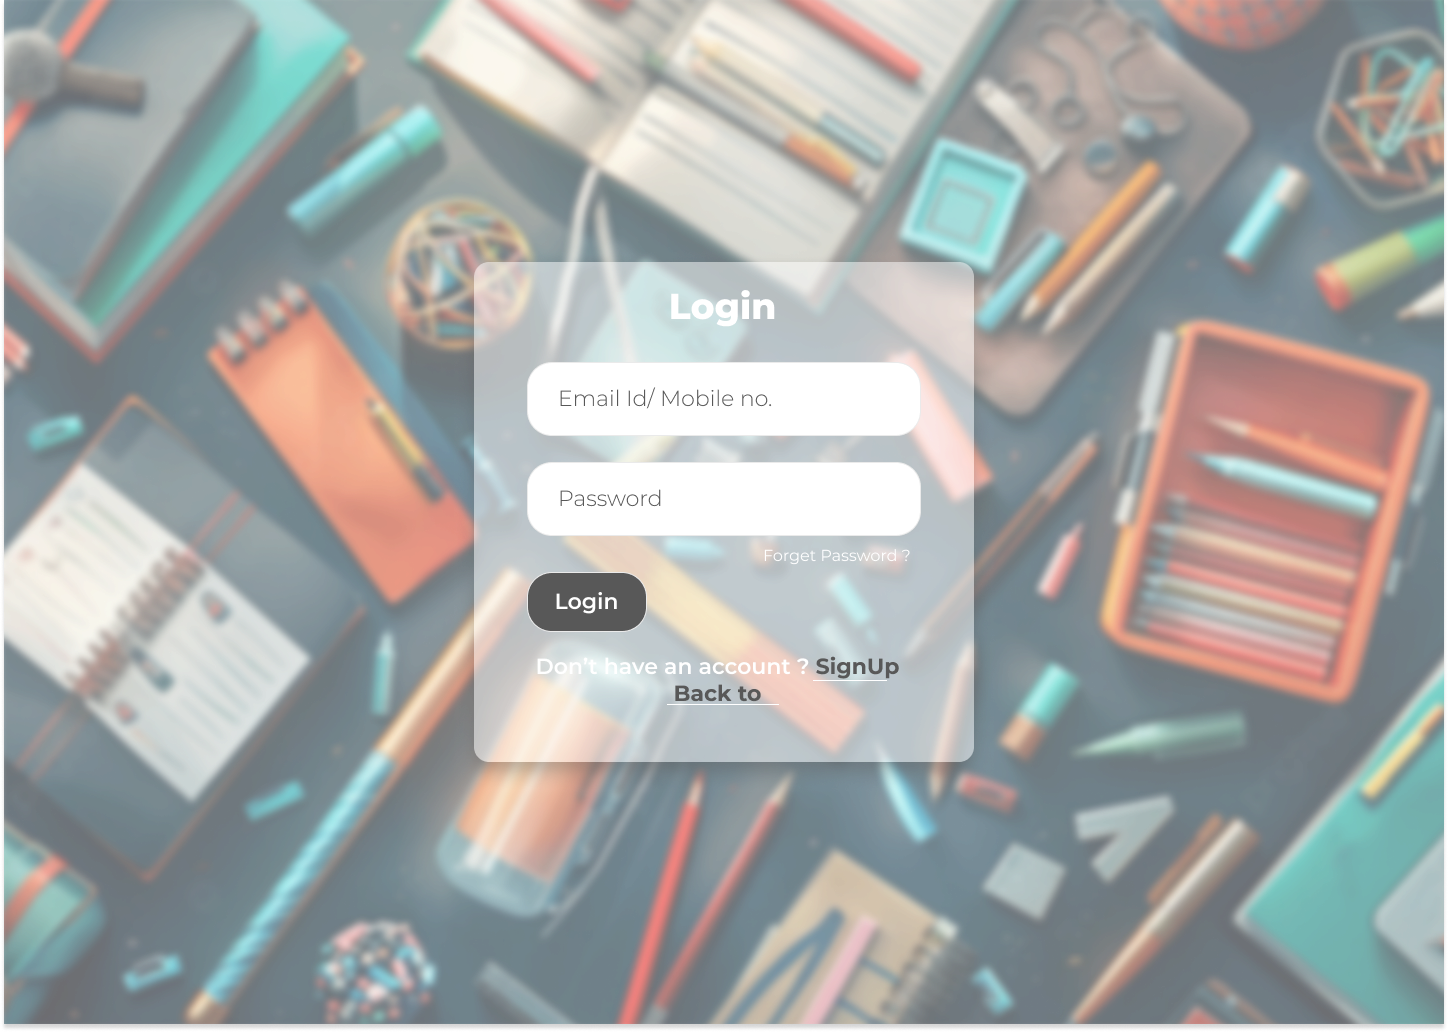 Login
Email Id/ Mobile no.
Password
Forget Password ?
Login
Don't have an account ? SignUp
Back to